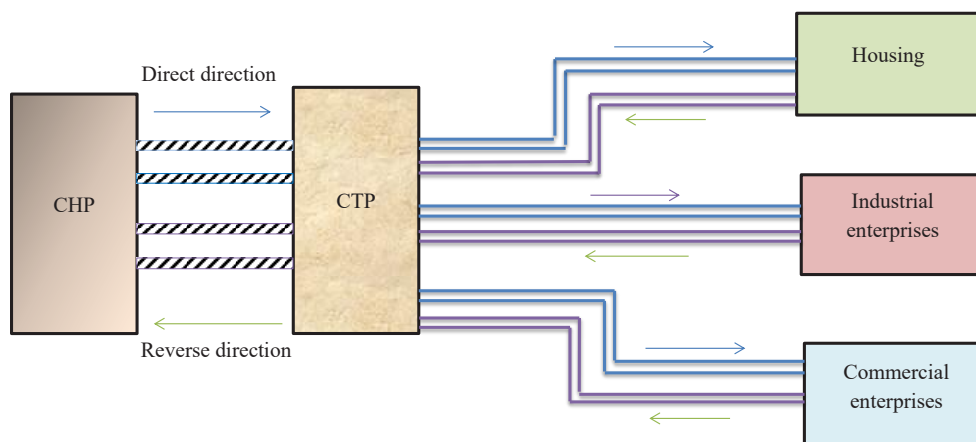 Direct direction
CHP
CTP
Reverse direction
Housing
Industrial
enterprises
Commercial
enterprises